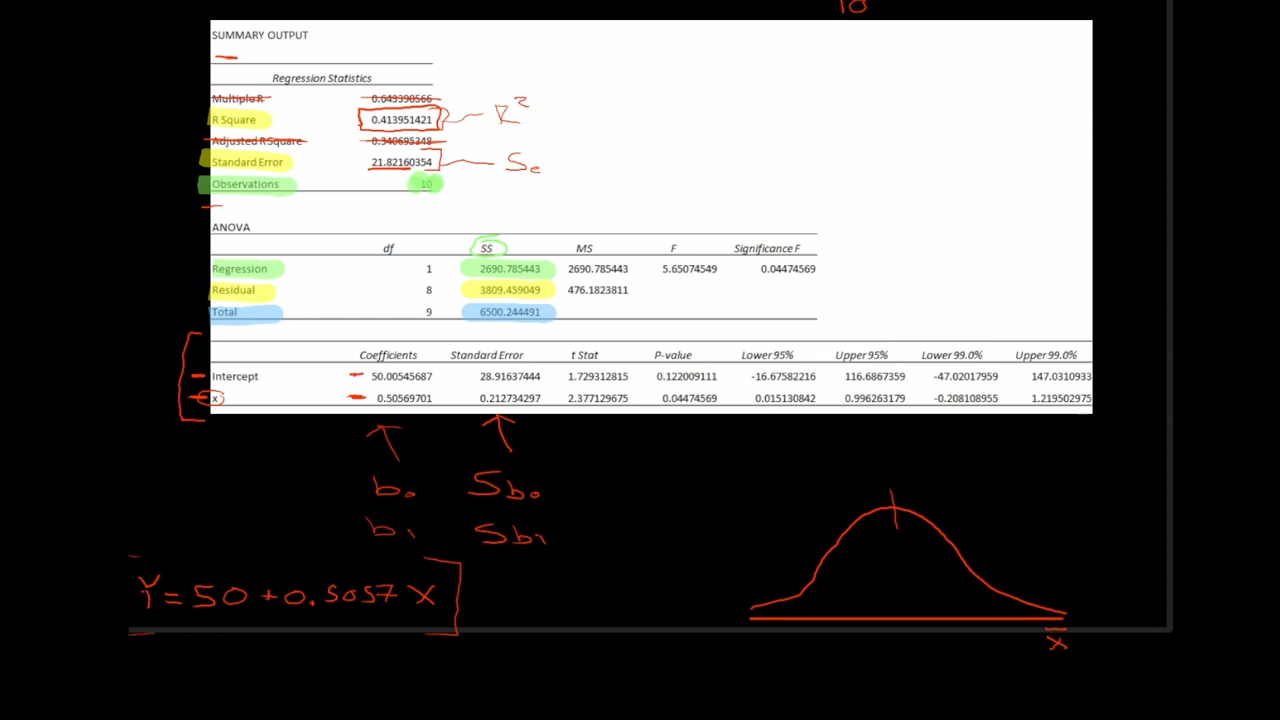 10
SUMMARY OUTPUT
Regression Statistics
Multiple R 0.643390566
R Square 0.413951421 R²
Adjusted R Square 0.340695348
Standard Error 21.82160354 Se
Observations 10
ANOVA
df SS MS F Significance F
Regression 1 2690.785443 2690.785443 5.65074549 0.04474569
Residual 8 3809.459049 476.1823811
Total 9 6500.244491
Coefficients Standard Error t Stat P-value Lower 95% Upper 95% Lower 99.0% Upper 99.0%
Intercept 50.00545687 28.91637444 1.729312815 0.122009111 -16.67582216 116.6867359 -47.02017959 147.0310933
x 0.50569701 0.212734297 2.377129675 0.04474569 0.015130842 0.996263179 -0.208108955 1.219502975
b₀ Sb₀
b₁ Sb₁
Ŷ = 50 + 0.5057 X
x̄